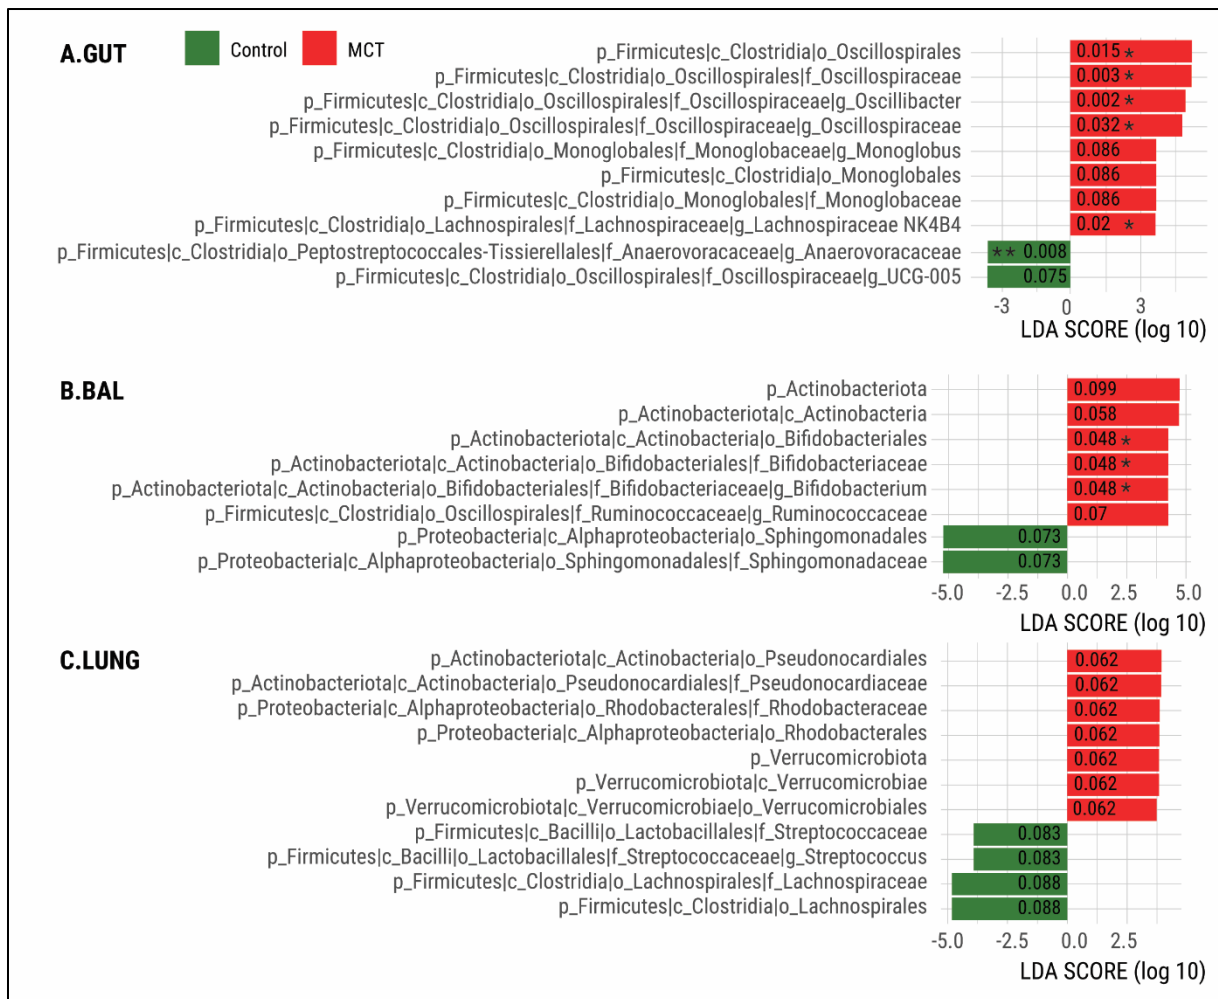 A.GUT
Control
MCT
p_Firmicutes|c_Clostridia|o_Oscillospirales 0.015 *
p_Firmicutes|c_Clostridia|o_Oscillospirales|f_Oscillospiraceae 0.003 *
p_Firmicutes|c_Clostridia|o_Oscillospirales|f_Oscillospiraceae|g_Oscillibacter 0.002 *
p_Firmicutes|c_Clostridia|o_Oscillospirales|f_Oscillospiraceae|g_Oscillospiraceae 0.032 *
p_Firmicutes|c_Clostridia|o_Monoglobales|f_Monoglobaceae|g_Monoglobus 0.086
p_Firmicutes|c_Clostridia|o_Monoglobales 0.086
p_Firmicutes|c_Clostridia|o_Monoglobales|f_Monoglobaceae 0.086
p_Firmicutes|c_Clostridia|o_Lachnospirales|f_Lachnospiraceae|g_Lachnospiraceae NK4B4 0.02 *
p_Firmicutes|c_Clostridia|o_Peptostreptococcales-Tissierellales|f_Anaerovoracaceae|g_Anaerovoracaceae ** 0.008
p_Firmicutes|c_Clostridia|o_Oscillospirales|f_Oscillospiraceae|g_UCG-005 0.075
-3 0 3
LDA SCORE (log 10)
B.BAL
p_Actinobacteriota 0.099
p_Actinobacteriota|c_Actinobacteria 0.058
p_Actinobacteriota|c_Actinobacteria|o_Bifidobacteriales 0.048 *
p_Actinobacteriota|c_Actinobacteria|o_Bifidobacteriales|f_Bifidobacteriaceae 0.048 *
p_Actinobacteriota|c_Actinobacteria|o_Bifidobacteriales|f_Bifidobacteriaceae|g_Bifidobacterium 0.048 *
p_Firmicutes|c_Clostridia|o_Oscillospirales|f_Ruminococcaceae|g_Ruminococcaceae 0.07
p_Proteobacteria|c_Alphaproteobacteria|o_Sphingomonadales 0.073
p_Proteobacteria|c_Alphaproteobacteria|o_Sphingomonadales|f_Sphingomonadaceae 0.073
-5.0 -2.5 0.0 2.5 5.0
LDA SCORE (log 10)
C.LUNG
p_Actinobacteriota|c_Actinobacteria|o_Pseudonocardiales 0.062
p_Actinobacteriota|c_Actinobacteria|o_Pseudonocardiales|f_Pseudonocardiaceae 0.062
p_Proteobacteria|c_Alphaproteobacteria|o_Rhodobacterales|f_Rhodobacteraceae 0.062
p_Proteobacteria|c_Alphaproteobacteria|o_Rhodobacterales 0.062
p_Verrucomicrobiota 0.062
p_Verrucomicrobiota|c_Verrucomicrobiae 0.062
p_Verrucomicrobiota|c_Verrucomicrobiae|o_Verrucomicrobiales 0.062
p_Firmicutes|c_Bacilli|o_Lactobacillales|f_Streptococcaceae 0.083
p_Firmicutes|c_Bacilli|o_Lactobacillales|f_Streptococcaceae|g_Streptococcus 0.083
p_Firmicutes|c_Clostridia|o_Lachnospirales|f_Lachnospiraceae 0.088
p_Firmicutes|c_Clostridia|o_Lachnospirales 0.088
-5.0 -2.5 0.0 2.5
LDA SCORE (log 10)